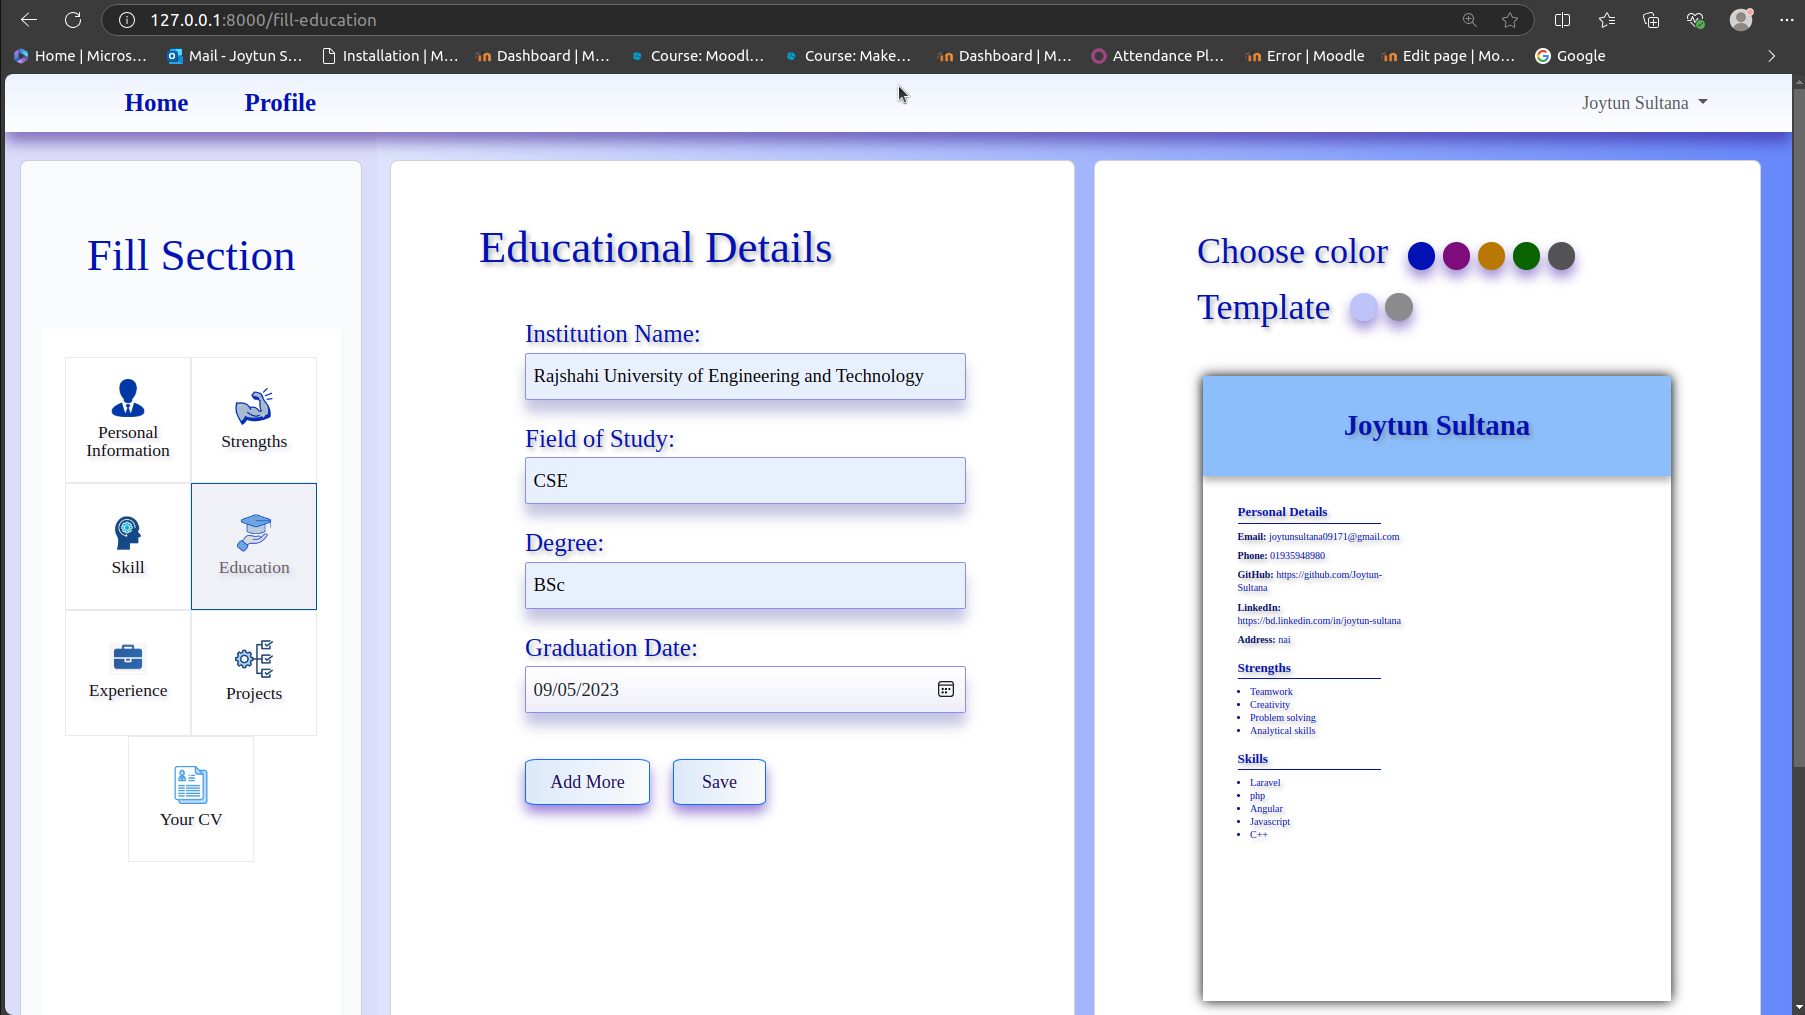 127.0.0.1:8000/fill-education
Home | Micros...
Mail - Joytun S...
Installation | M...
Dashboard | M...
Course: Moodl...
Course: Make...
Dashboard | M...
Attendance Pl...
Error | Moodle
Edit page | Mo...
Google
Home
Profile
Joytun Sultana
Fill Section
Personal
Information
Strengths
Skill
Education
Experience
Projects
Your CV
Educational Details
Institution Name:
Rajshahi University of Engineering and Technology
Field of Study:
CSE
Degree:
BSc
Graduation Date:
09/05/2023
Add More
Save
Choose color
Template
Joytun Sultana
Personal Details
Email: joytunsultana09171@gmail.com
Phone: 01935948980
GitHub: https://github.com/Joytun-
Sultana
LinkedIn:
https://bd.linkedin.com/in/joytun-sultana
Address: nai
Strengths
Teamwork
Creativity
Problem solving
Analytical skills
Skills
Laravel
php
Angular
Javascript
C++